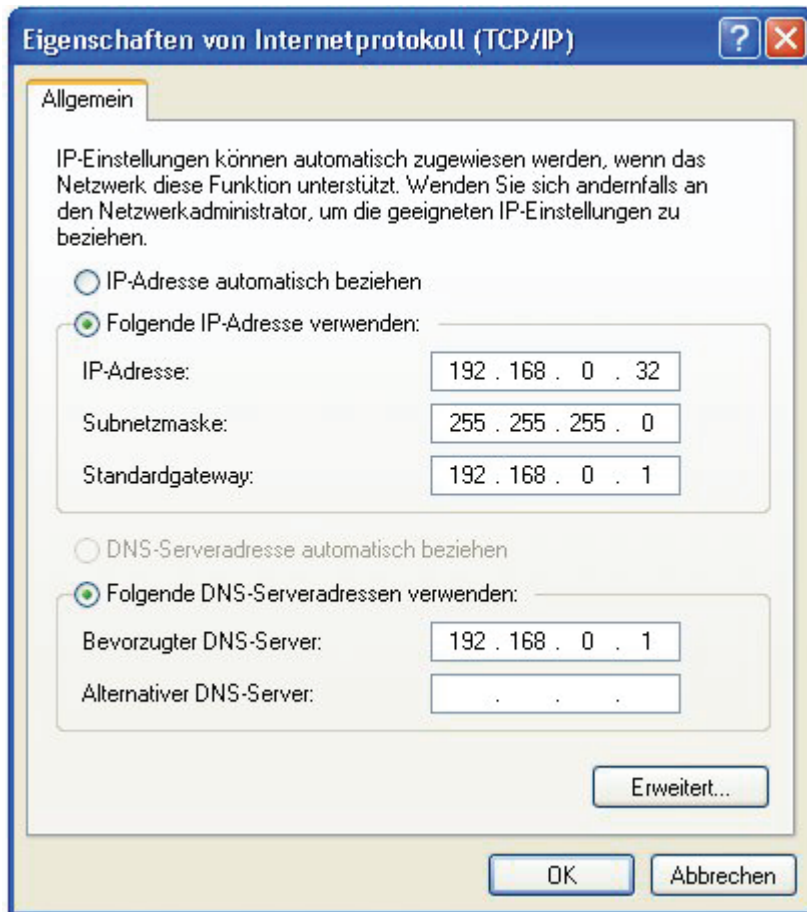 Eigenschaften von Internetprotokoll (TCP/IP)
Allgemein
IP-Einstellungen können automatisch zugewiesen werden, wenn das
Netzwerk diese Funktion unterstützt. Wenden Sie sich andernfalls an
den Netzwerkadministrator, um die geeigneten IP-Einstellungen zu
beziehen.
IP-Adresse automatisch beziehen
Folgende IP-Adresse verwenden:
IP-Adresse: 192 . 168 . 0 . 32
Subnetzmaske: 255 . 255 . 255 . 0
Standardgateway: 192 . 168 . 0 . 1
DNS-Serveradresse automatisch beziehen
Folgende DNS-Serveradressen verwenden:
Bevorzugter DNS-Server: 192 . 168 . 0 . 1
Alternativer DNS-Server: . . .
Erweitert...
OK Abbrechen